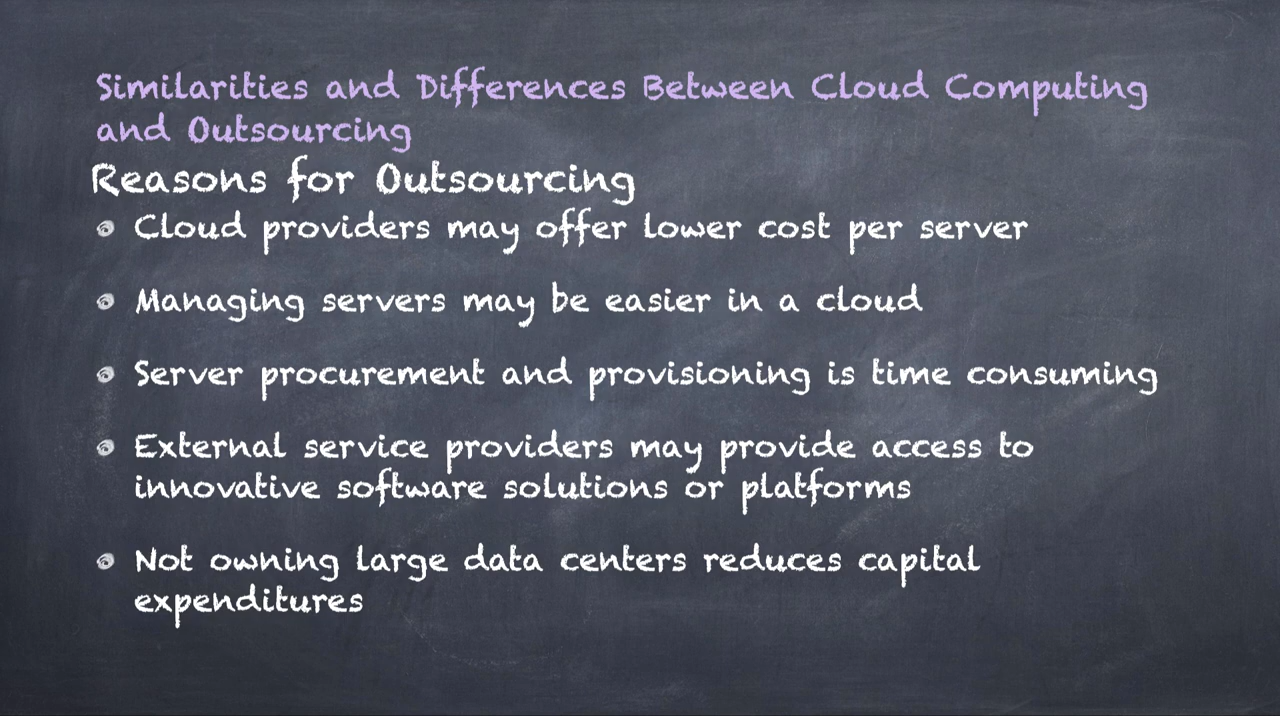 Similarities and Differences Between Cloud Computing
and Outsourcing
Reasons for Outsourcing
Cloud providers may offer lower cost per server
Managing servers may be easier in a cloud
Server procurement and provisioning is time consuming
External service providers may provide access to
innovative software solutions or platforms
Not owning large data centers reduces capital
expenditures